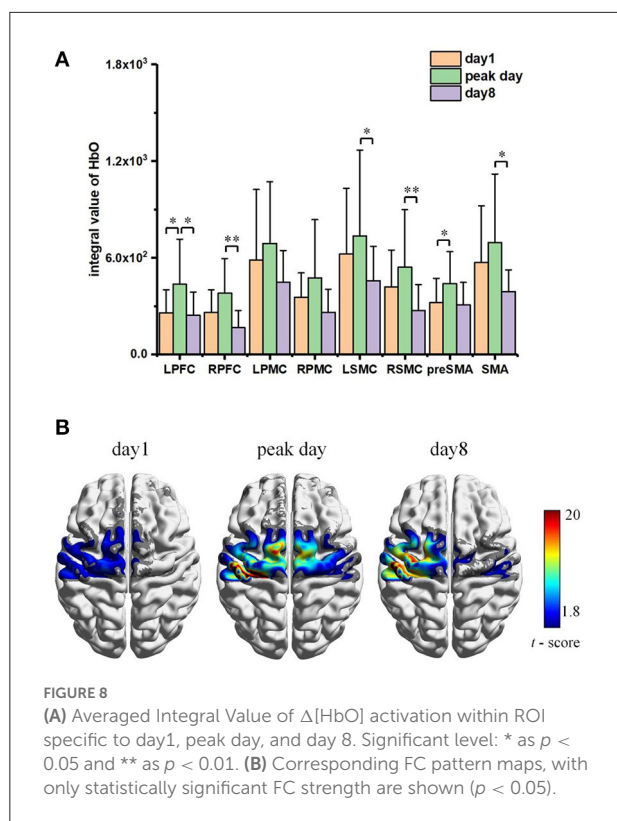 A
day1
peak day
day8
integral value of HbO
1.8x10³
1.2x10³
6.0x10²
0.0
* * ** * ** * *
LPFC RPFC LPMC RPMC LSMC RSMC preSMA SMA
B
day1 peak day day8
20
1.8
t - score
FIGURE 8
(A) Averaged Integral Value of Δ[HbO] activation within ROI
specific to day1, peak day, and day 8. Significant level: * as p <
0.05 and ** as p < 0.01. (B) Corresponding FC pattern maps, with
only statistically significant FC strength are shown (p < 0.05).